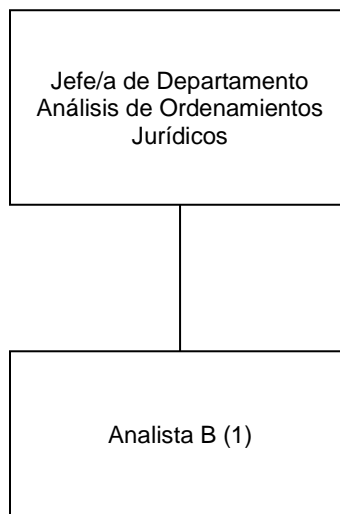 Jefe/a de Departamento
Análisis de Ordenamientos
Jurídicos
Analista B (1)